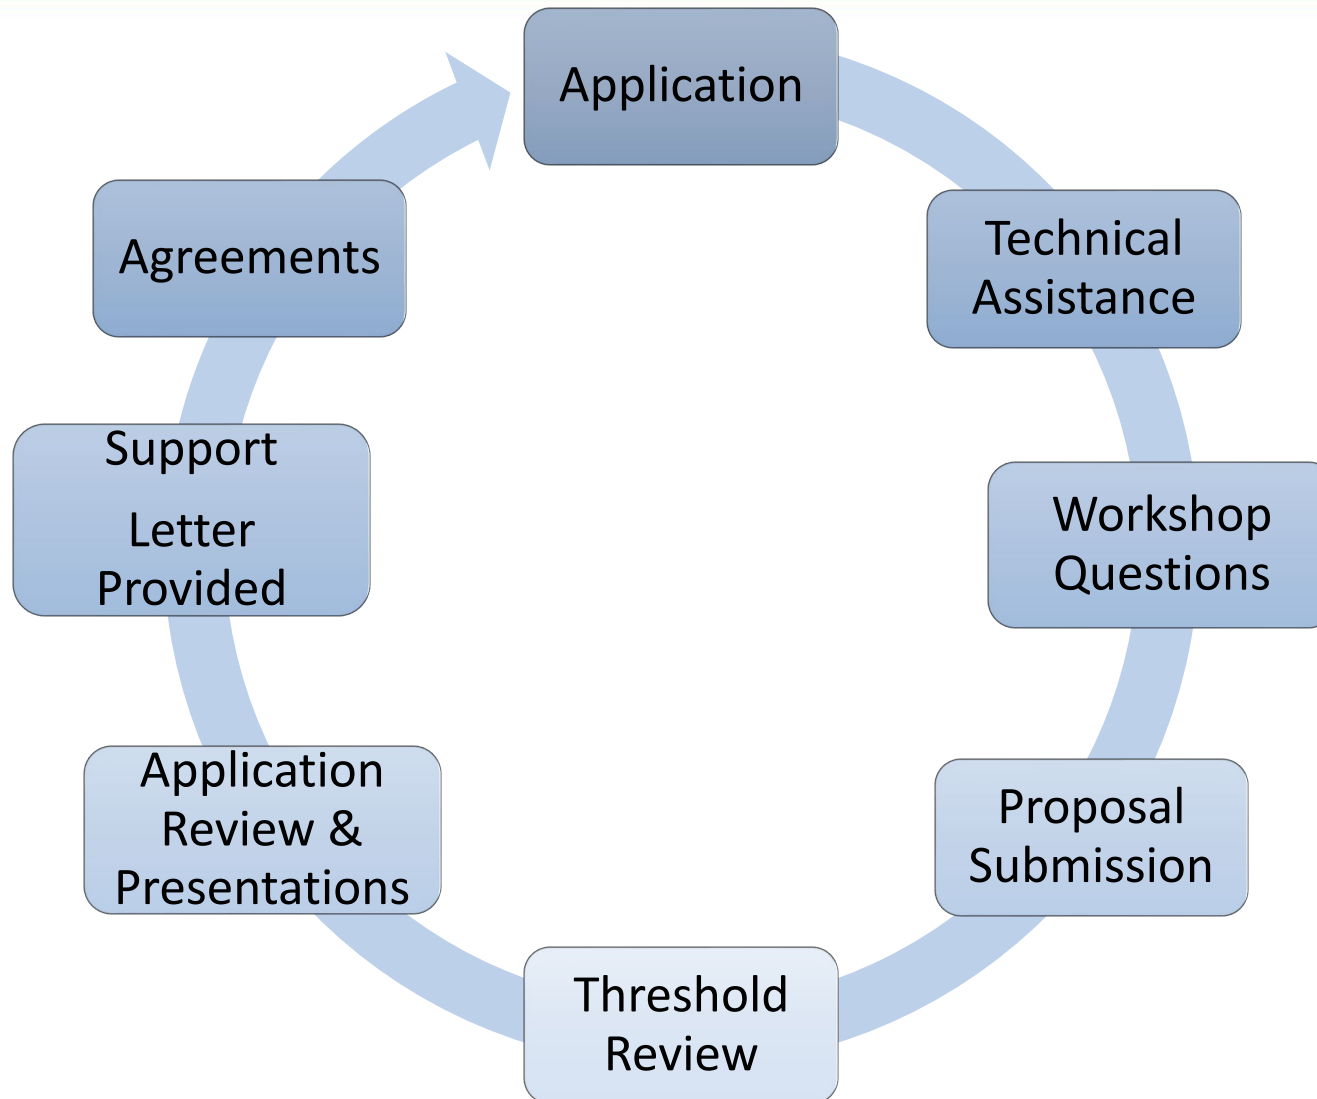 Application
Technical
Assistance
Workshop
Questions
Proposal
Submission
Threshold
Review
Application
Review &
Presentations
Support
Letter
Provided
Agreements